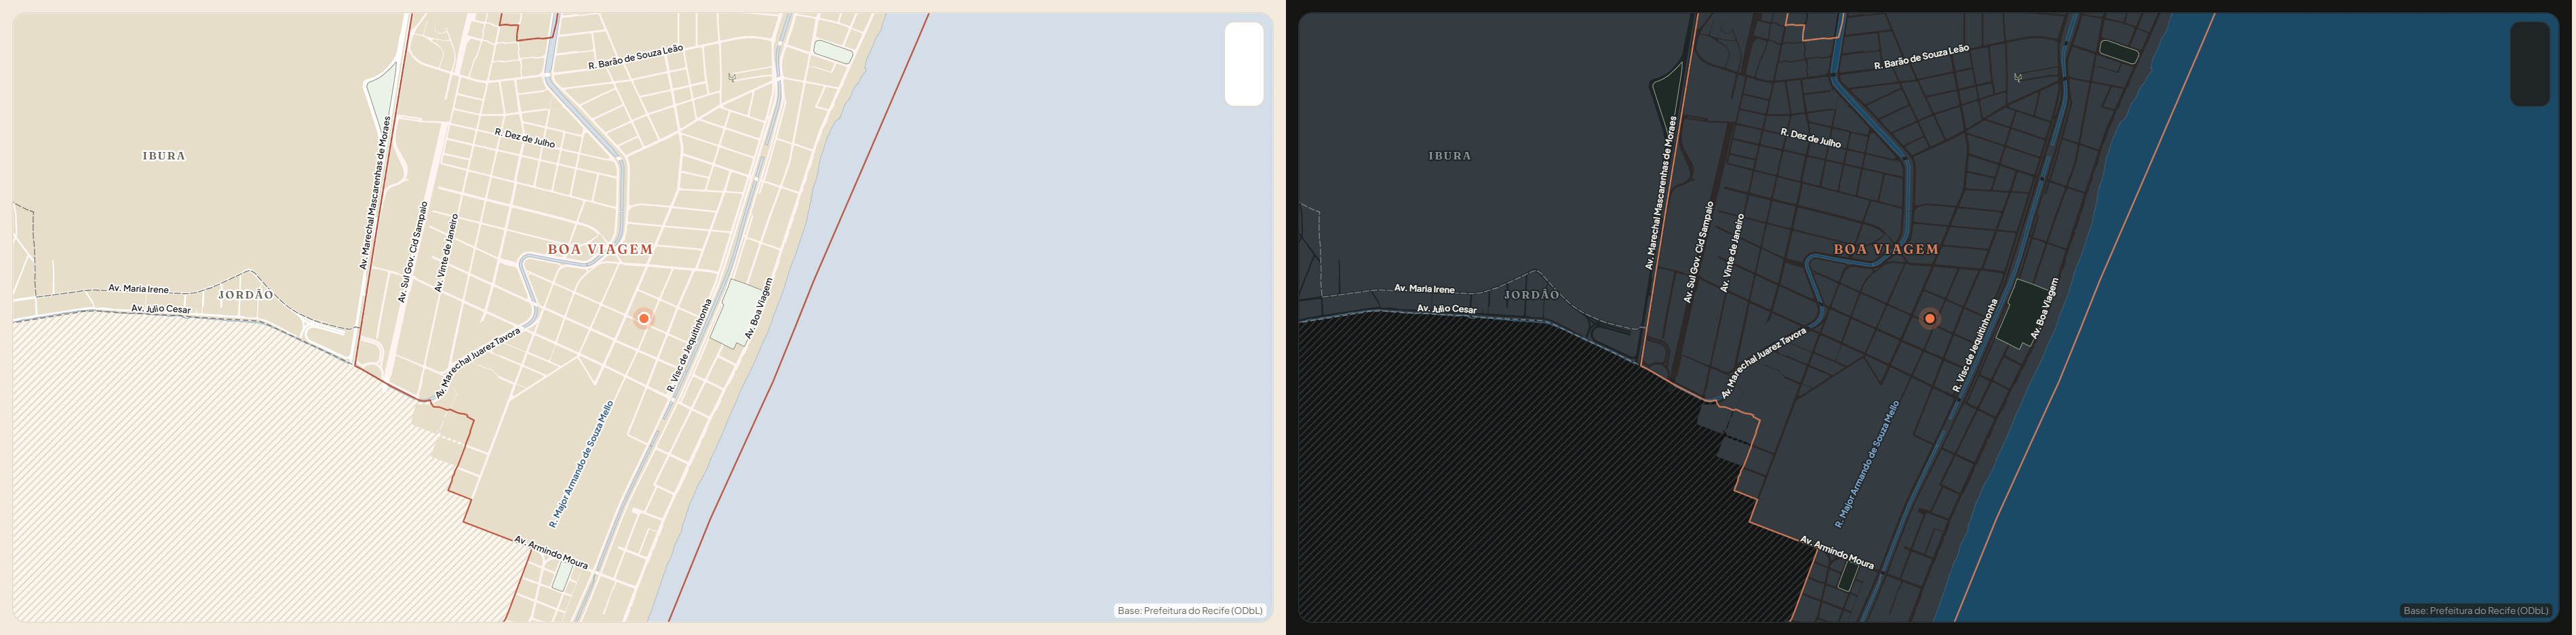 R. Barão de Souza Leão
R. Dez de Julho
IBURA
Av. Marechal Mascarenhas de Moraes
Av. Sul Gov. Cid Sampaio
Av. Vinte de Janeiro
BOA VIAGEM
Av. Maria Irene
JORDÃO
Av. Julio Cesar
Av. Boa Viagem
R. Visc de Jequitinhonha
Av. Marechal Juarez Tavora
R. Major Armando de Souza Mello
Av. Armindo Moura
Base: Prefeitura do Recife (ODbL)
R. Barão de Souza Leão
R. Dez de Julho
IBURA
Av. Marechal Mascarenhas de Moraes
Av. Sul Gov. Cid Sampaio
Av. Vinte de Janeiro
BOA VIAGEM
Av. Maria Irene
JORDÃO
Av. Julio Cesar
Av. Boa Viagem
R. Visc de Jequitinhonha
Av. Marechal Juarez Tavora
R. Major Armando de Souza Mello
Av. Armindo Moura
Base: Prefeitura do Recife (ODbL)